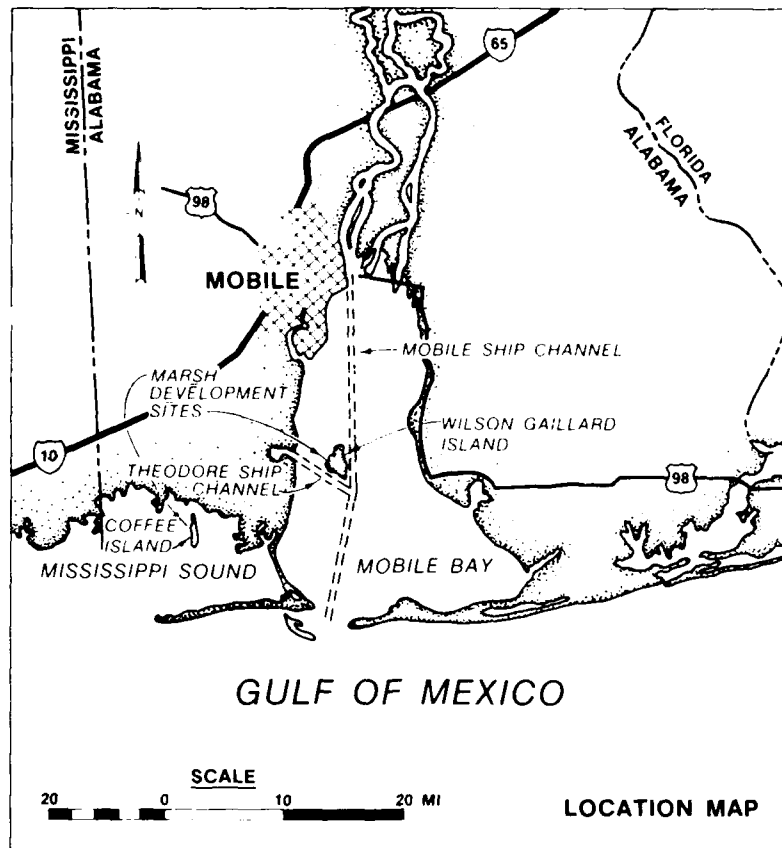 65
MISSISSIPPI
ALABAMA
FLORIDA
ALABAMA
N
98
MOBILE
MOBILE SHIP CHANNEL
MARSH
DEVELOPMENT
SITES
WILSON GAILLARD
ISLAND
10
THEODORE SHIP
CHANNEL
98
COFFEE
ISLAND
MISSISSIPPI SOUND
MOBILE BAY
GULF OF MEXICO
SCALE
20 0 10 20 MI
LOCATION MAP